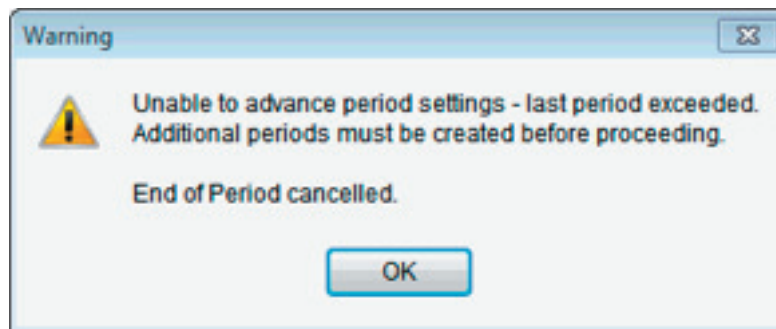 Warning
Unable to advance period settings - last period exceeded.
Additional periods must be created before proceeding.
End of Period cancelled.
OK